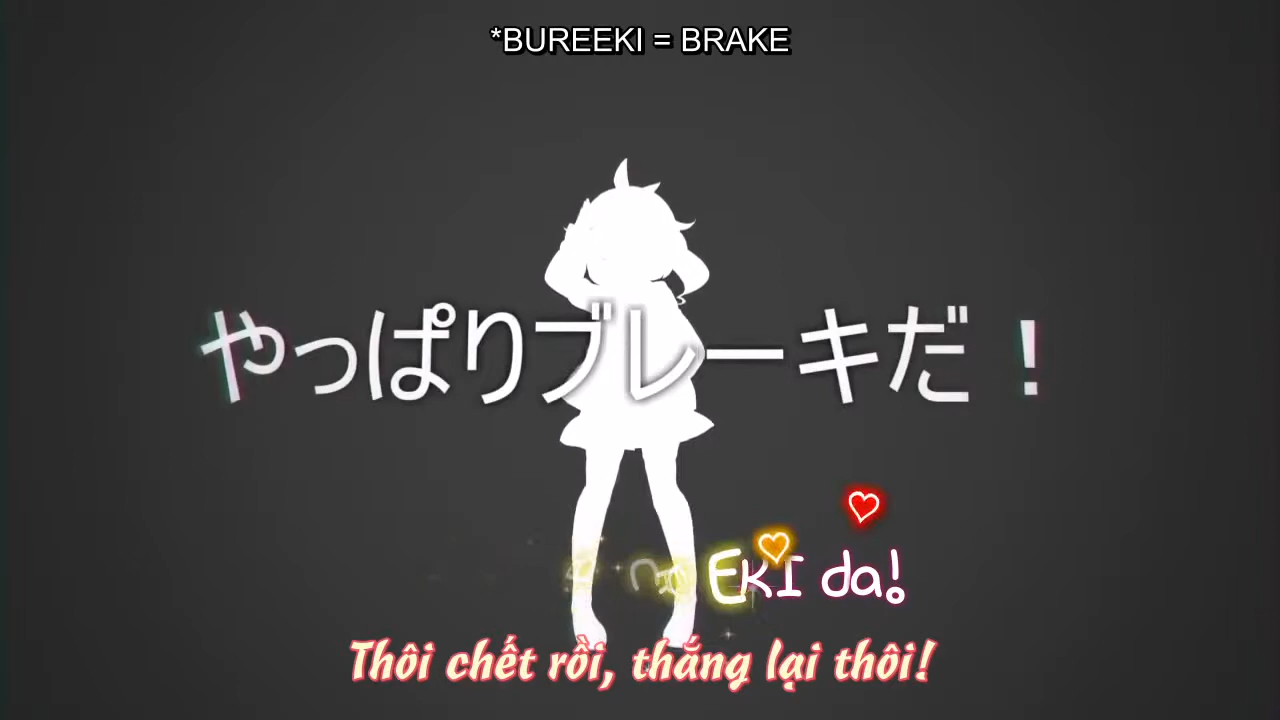 *BUREEKI = BRAKE
やっぱりブレーキだ！
EKI da!
Thôi chết rồi, thắng lại thôi!